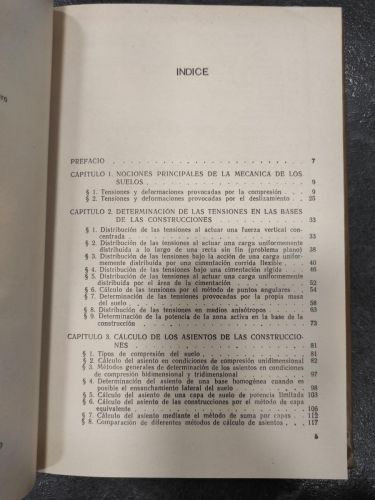 INDICE
PREFACIO . . . . . . . . . . . . . . . . 7
CAPITULO 1. NOCIONES PRINCIPALES DE LA MECANICA DE LOS
SUELOS . . . . . . . . . . . . . . . . 9
§ 1. Tensiones y deformaciones provocadas por la compresión . . . 9
§ 2. Tensiones y deformaciones provocadas por el deslizamiento . . . 25
CAPITULO 2. DETERMINACION DE LAS TENSIONES EN LAS BASES
DE LAS CONSTRUCCIONES . . . . . . . . . . 33
§ 1. Distribución de las tensiones al actuar una fuerza vertical con-
centrada . . . . . . . . . . . . . . . . 33
§ 2. Distribución de las tensiones al actuar una carga uniformemente
distribuida a lo largo de una recta sin fin (problema plano) 38
§ 3. Distribución de las tensiones bajo la acción de una carga unifor-
memente distribuida por una cimentación corrida flexible . . . 40
§ 4. Distribución de las tensiones bajo una cimentación rígida . . . 46
§ 5. Distribución de las tensiones al actuar una carga uniformemente
distribuida por el área de la cimentación . . . . . . . 52
§ 6. Cálculo de las tensiones por el método de puntos angulares . . 54
§ 7. Determinación de las tensiones provocadas por la propia masa
del suelo . . . . . . . . . . . . . . . . 58
§ 8. Distribución de las tensiones en medios anisótropos . . . . 63
§ 9. Determinación de la potencia de la zona activa en la base de la
construcción . . . . . . . . . . . . . . . . 73
CAPITULO 3. CALCULO DE LOS ASIENTOS DE LAS CONSTRUCCIO-
NES . . . . . . . . . . . . . . . . 81
§ 1. Tipos de compresión del suelo . . . . . . . . . . 81
§ 2. Cálculo del asiento en condiciones de compresión unidimensional 82
§ 3. Métodos generales de determinación de los asientos en condiciones
de compresión bidimensional y tridimensional . . . . . . 97
§ 4. Determinación del asiento de una base homogénea cuando es
posible el ensanchamiento lateral del suelo . . . . . . . 98
§ 5. Cálculo del asiento de una capa de suelo de potencia limitada 103
§ 6. Cálculo del asiento de las construcciones por el método de capa
equivalente . . . . . . . . . . . . . . . . 106
§ 7. Cálculo del asiento mediante el método de suma por capas . . 112
§ 8. Comparación de diferentes métodos de cálculo de asientos . . . 117
5